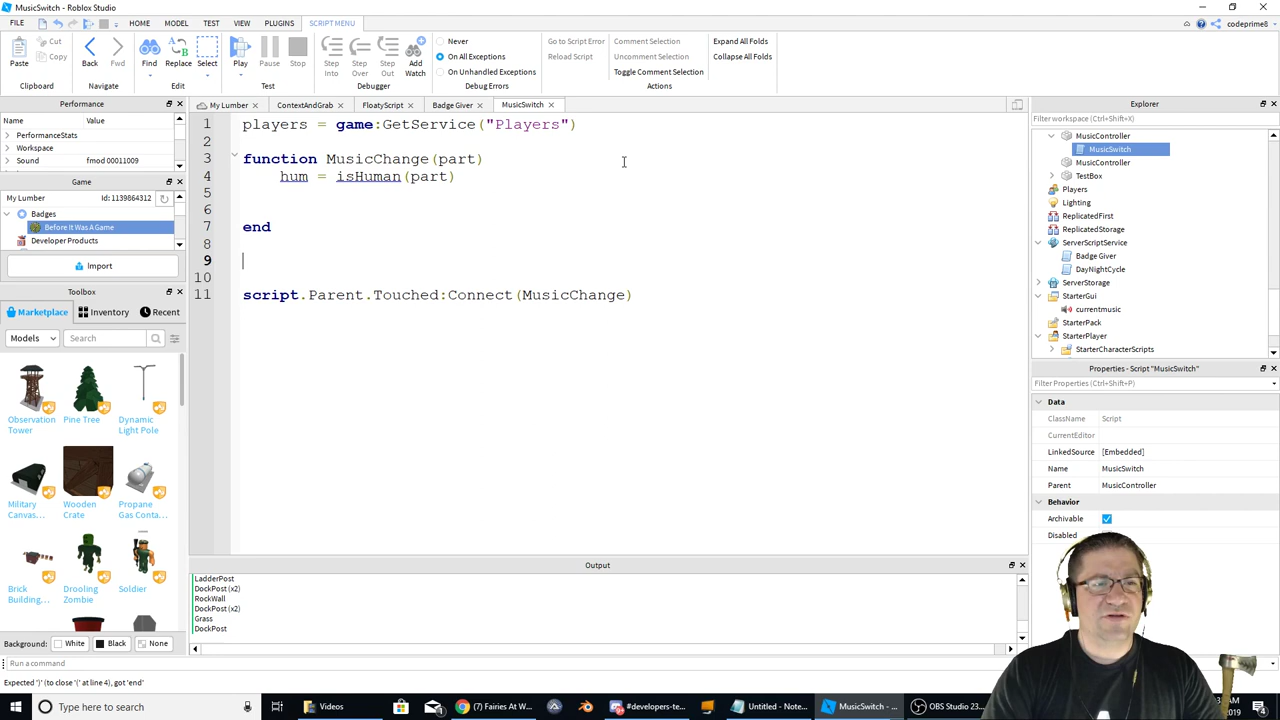 MusicSwitch - Roblox Studio
FILE HOME MODEL TEST VIEW PLUGINS SCRIPT MENU codeprime8
Paste Cut Copy Back Fwd Find Replace Select Play Pause Stop Step Into Step Over Step Out Add Watch
Never
On All Exceptions
On Unhandled Exceptions
Go to Script Error
Reload Script
Comment Selection
Uncomment Selection
Toggle Comment Selection
Expand All Folds
Collapse All Folds
Clipboard Navigate Edit Test Debugger Debug Errors Actions
Performance
Name Value
PerformanceStats
Workspace
Sound fmod 00011009
Game
My Lumber Id: 1139864312
Badges
Before It Was A Game
Developer Products
Import
Toolbox
Marketplace Inventory Recent
Models Search
Observation Tower
Pine Tree
Dynamic Light Pole
Military Canvas...
Wooden Crate
Propane Gas Conta...
Brick Building...
Drooling Zombie
Soldier
Background: White Black None
My Lumber ContextAndGrab FloatyScript Badge Giver MusicSwitch
1 players = game:GetService("Players")
2
3 function MusicChange(part)
4 hum = isHuman(part)
5
6
7 end
8
9
10
11 script.Parent.Touched:Connect(MusicChange)
Output
LadderPost
DockPost (x2)
RockWall
DockPost (x2)
Grass
DockPost
Explorer
Filter workspace (Ctrl+Shift+X)
MusicController
MusicSwitch
MusicController
TestBox
Players
Lighting
ReplicatedFirst
ReplicatedStorage
ServerScriptService
Badge Giver
DayNightCycle
ServerStorage
StarterGui
currentmusic
StarterPack
StarterPlayer
StarterCharacterScripts
Properties - Script "MusicSwitch"
Filter Properties (Ctrl+Shift+P)
Data
ClassName Script
CurrentEditor
LinkedSource [Embedded]
Name MusicSwitch
Parent MusicController
Behavior
Archivable
Disabled
Run a command
Expected ')' (to close '(' at line 4), got 'end'
Type here to search
Videos
(3) Fairies At W...
#developers-te...
Untitled - Note...
MusicSwitch - ...
OBS Studio 23...